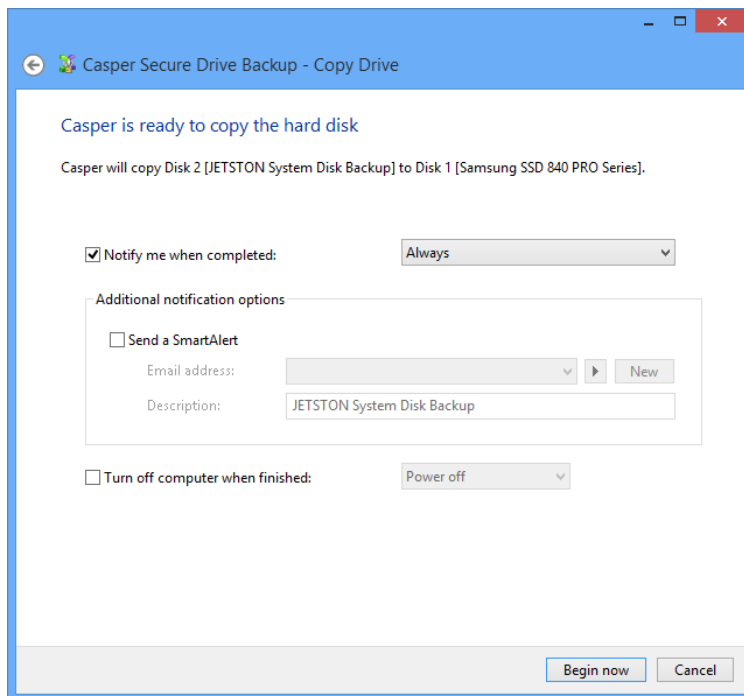 Casper Secure Drive Backup - Copy Drive
Casper is ready to copy the hard disk
Casper will copy Disk 2 [JETSTON System Disk Backup] to Disk 1 [Samsung SSD 840 PRO Series].
Notify me when completed: Always
Additional notification options
Send a SmartAlert
Email address: New
Description: JETSTON System Disk Backup
Turn off computer when finished: Power off
Begin now Cancel